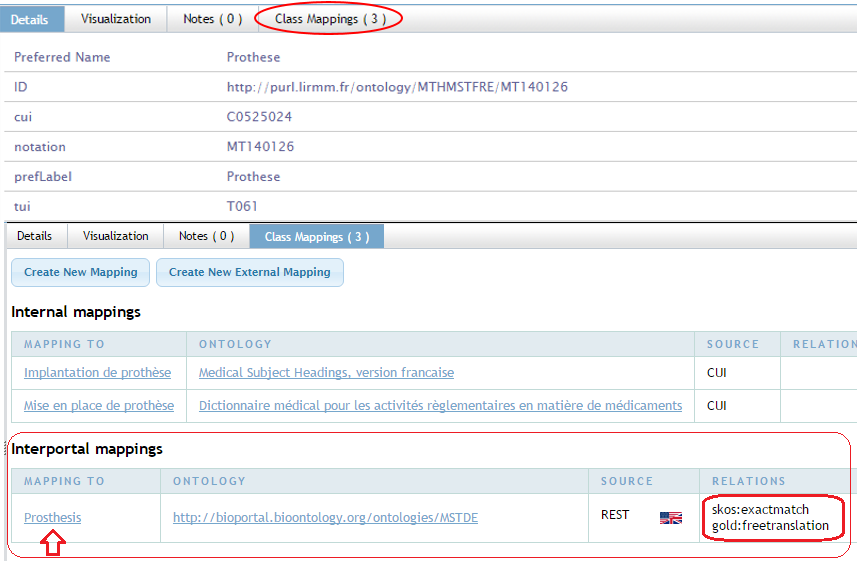 Details Visualization Notes ( 0 ) Class Mappings ( 3 )
Preferred Name Prothese
ID http://purl.lirmm.fr/ontology/MTHMSTFRE/MT140126
cui C0525024
notation MT140126
prefLabel Prothese
tui T061
Details Visualization Notes ( 0 ) Class Mappings ( 3 )
Create New Mapping Create New External Mapping
Internal mappings
MAPPING TO ONTOLOGY SOURCE RELATION
Implantation de prothèse Medical Subject Headings, version francaise CUI
Mise en place de prothèse Dictionnaire médical pour les activités règlementaires en matière de médicaments CUI
Interportal mappings
MAPPING TO ONTOLOGY SOURCE RELATIONS
Prosthesis http://bioportal.bioontology.org/ontologies/MSTDE REST skos:exactmatch
gold:freetranslation